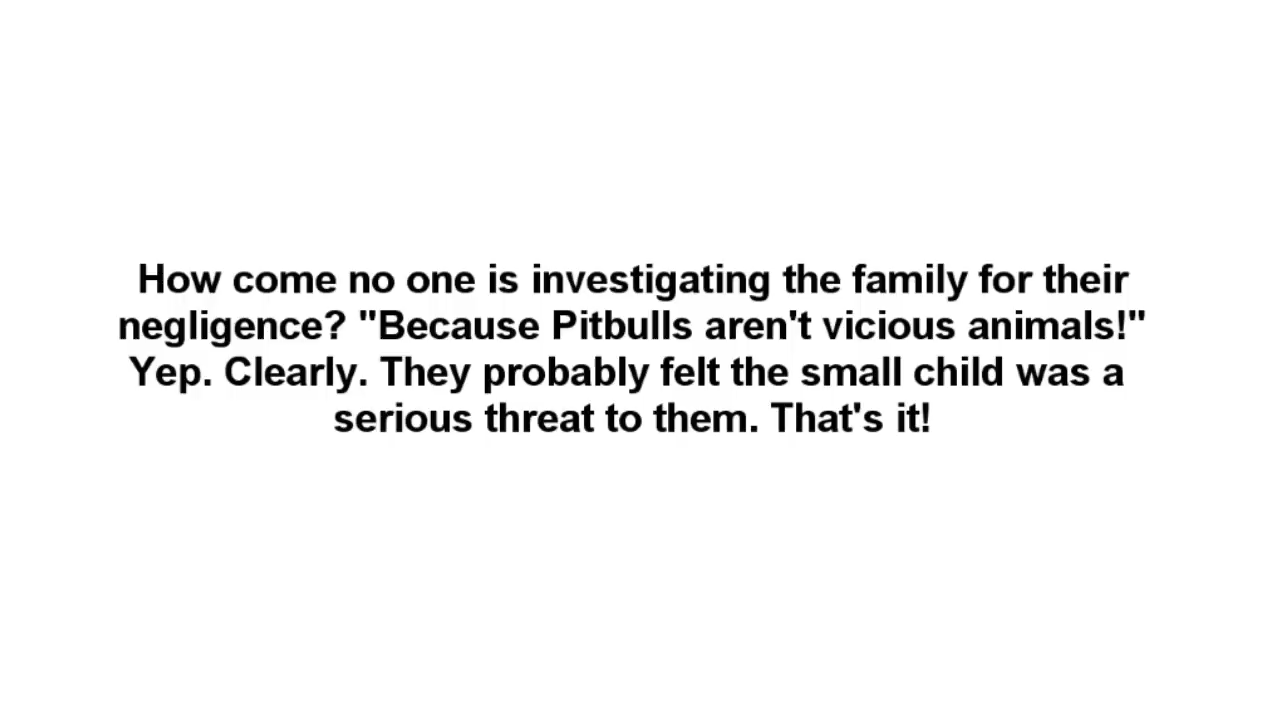 How come no one is investigating the family for their
negligence? "Because Pitbulls aren't vicious animals!"
Yep. Clearly. They probably felt the small child was a
serious threat to them. That's it!